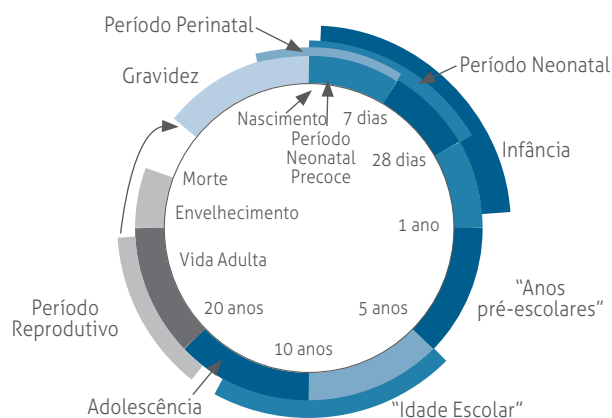 Período Perinatal
Gravidez
Período Neonatal
Nascimento
7 dias
Período
Neonatal
Precoce
28 dias
Infância
Morte
Envelhecimento
1 ano
Vida Adulta
"Anos
pré-escolares"
Período
Reprodutivo
20 anos
5 anos
10 anos
Adolescência
"Idade Escolar"